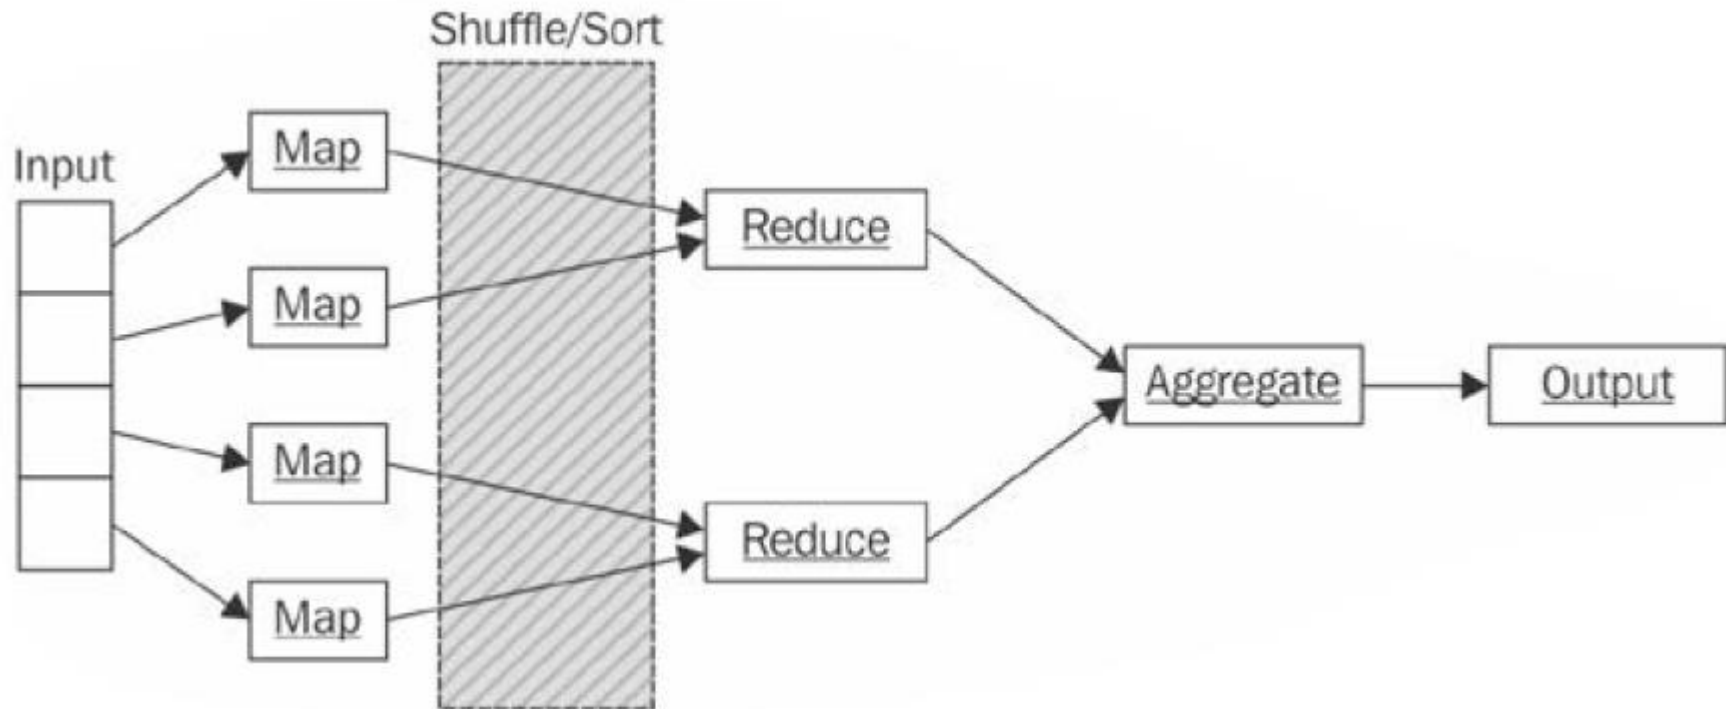 Shuffle/Sort
Input
Map
Map
Map
Map
Reduce
Reduce
Aggregate
Output